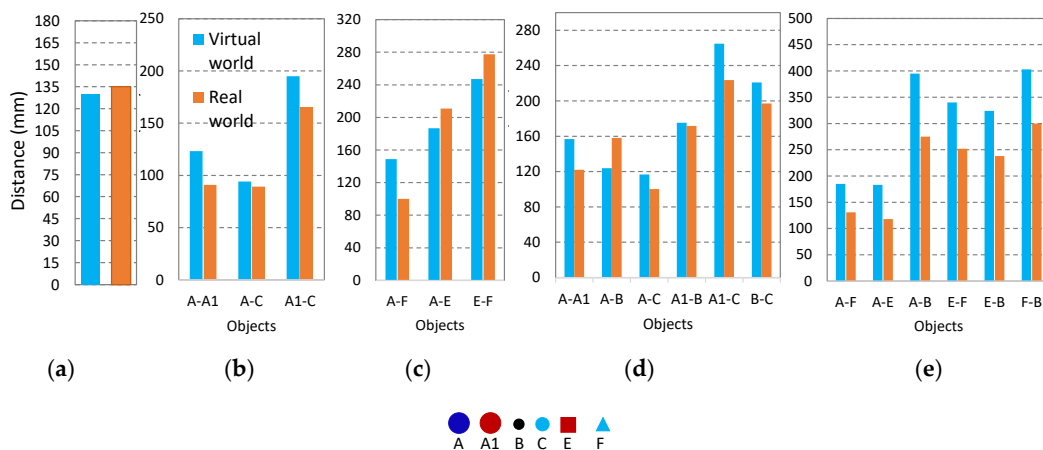 Distance (mm)
180
165
150
135
120
105
90
75
60
45
30
15
0
(a)
250
200
150
100
50
0
Virtual
world
Real
world
A-A1 A-C A1-C
Objects
(b)
320
280
240
200
160
120
80
40
0
A-F A-E E-F
Objects
(c)
280
240
200
160
120
80
40
0
A-A1 A-B A-C A1-B A1-C B-C
Objects
(d)
500
450
400
350
300
250
200
150
100
50
0
A-F A-E A-B E-F E-B F-B
Objects
(e)
A A1 B C E F